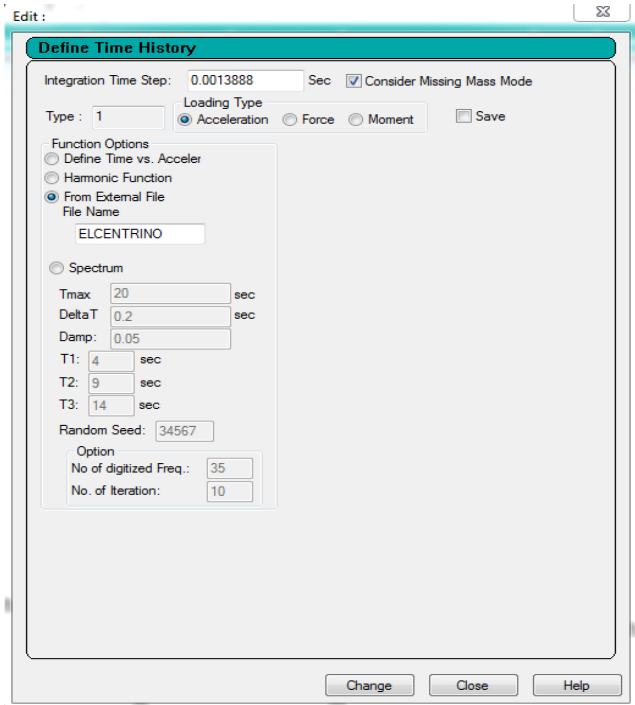 Edit :
Define Time History
Integration Time Step: 0.0013888 Sec Consider Missing Mass Mode
Type : 1 Loading Type Acceleration Force Moment Save
Function Options
Define Time vs. Acceler
Harmonic Function
From External File
File Name
ELCENTRINO
Spectrum
Tmax 20 sec
DeltaT 0.2 sec
Damp: 0.05
T1: 4 sec
T2: 9 sec
T3: 14 sec
Random Seed: 34567
Option
No of digitized Freq.: 35
No. of Iteration: 10
Change Close Help